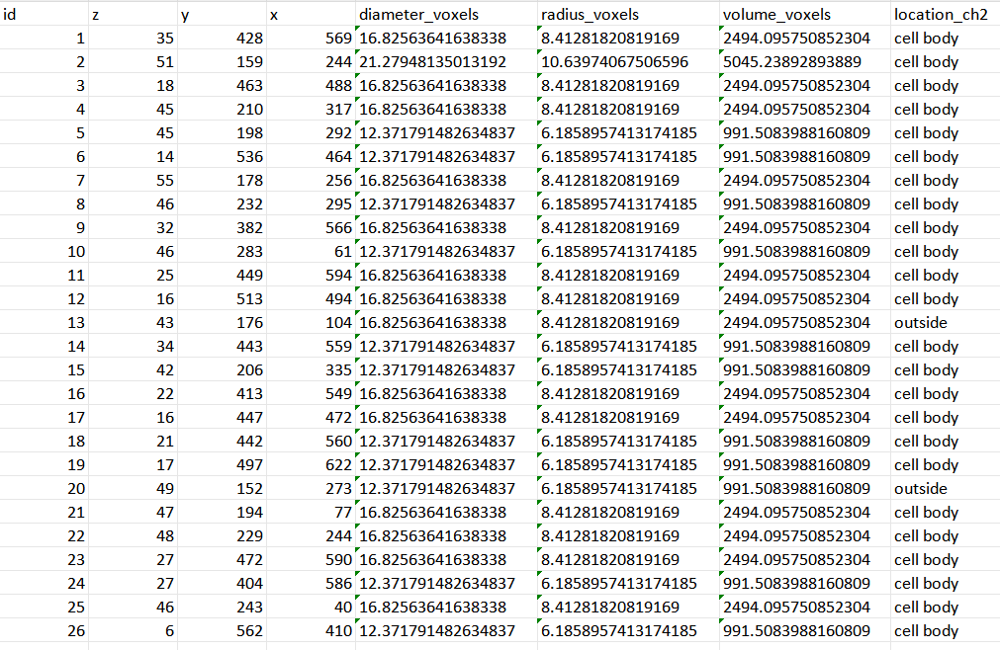 id z y x diameter_voxels radius_voxels volume_voxels location_ch2
1 35 428 569 16.82563641638338 8.41281820819169 2494.095750852304 cell body
2 51 159 244 21.27948135013192 10.63974067506596 5045.23892893889 cell body
3 18 463 488 16.82563641638338 8.41281820819169 2494.095750852304 cell body
4 45 210 317 16.82563641638338 8.41281820819169 2494.095750852304 cell body
5 45 198 292 12.371791482634837 6.1858957413174185 991.5083988160809 cell body
6 14 536 464 12.371791482634837 6.1858957413174185 991.5083988160809 cell body
7 55 178 256 16.82563641638338 8.41281820819169 2494.095750852304 cell body
8 46 232 295 12.371791482634837 6.1858957413174185 991.5083988160809 cell body
9 32 382 566 16.82563641638338 8.41281820819169 2494.095750852304 cell body
10 46 283 61 12.371791482634837 6.1858957413174185 991.5083988160809 cell body
11 25 449 594 16.82563641638338 8.41281820819169 2494.095750852304 cell body
12 16 513 494 16.82563641638338 8.41281820819169 2494.095750852304 cell body
13 43 176 104 16.82563641638338 8.41281820819169 2494.095750852304 outside
14 34 443 559 12.371791482634837 6.1858957413174185 991.5083988160809 cell body
15 42 206 335 12.371791482634837 6.1858957413174185 991.5083988160809 cell body
16 22 413 549 16.82563641638338 8.41281820819169 2494.095750852304 cell body
17 16 447 472 16.82563641638338 8.41281820819169 2494.095750852304 cell body
18 21 442 560 12.371791482634837 6.1858957413174185 991.5083988160809 cell body
19 17 497 622 12.371791482634837 6.1858957413174185 991.5083988160809 cell body
20 49 152 273 12.371791482634837 6.1858957413174185 991.5083988160809 outside
21 47 194 77 16.82563641638338 8.41281820819169 2494.095750852304 cell body
22 48 229 244 16.82563641638338 8.41281820819169 2494.095750852304 cell body
23 27 472 590 16.82563641638338 8.41281820819169 2494.095750852304 cell body
24 27 404 586 12.371791482634837 6.1858957413174185 991.5083988160809 cell body
25 46 243 40 16.82563641638338 8.41281820819169 2494.095750852304 cell body
26 6 562 410 12.371791482634837 6.1858957413174185 991.5083988160809 cell body